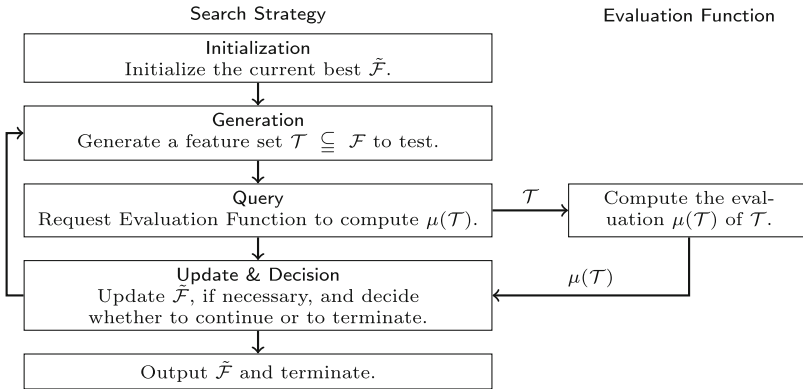 Search Strategy
Evaluation Function
Initialization
Initialize the current best 𝓕̃.
Generation
Generate a feature set 𝒯 ⊆ 𝓕 to test.
Query
Request Evaluation Function to compute μ(𝒯).
𝒯
Compute the eval-
uation μ(𝒯) of 𝒯.
Update & Decision
Update 𝓕̃, if necessary, and decide
whether to continue or to terminate.
μ(𝒯)
Output 𝓕̃ and terminate.